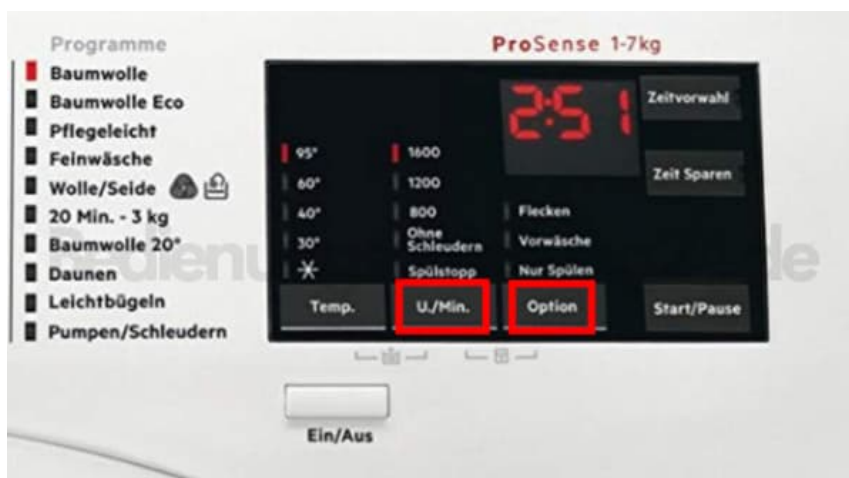 Programme
ProSense 1-7kg
Baumwolle
Baumwolle Eco
Pflegeleicht
Feinwäsche
Wolle/Seide
20 Min. - 3 kg
Baumwolle 20°
Daunen
Leichtbügeln
Pumpen/Schleudern
2:51
Zeitvorwahl
Zeit Sparen
95°
60°
40°
30°
1600
1200
800
Ohne
Schleudern
Spülstopp
Flecken
Vorwäsche
Nur Spülen
Temp.
U./Min.
Option
Start/Pause
Ein/Aus